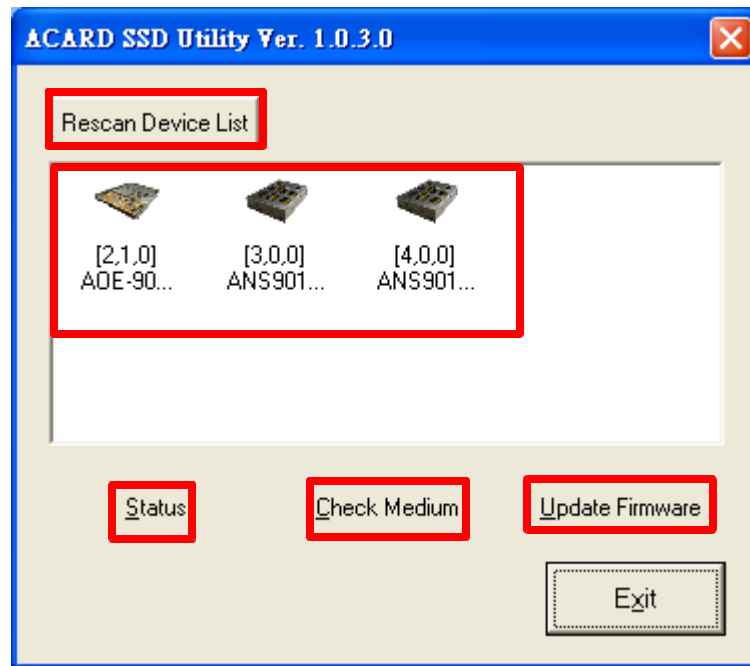 ACARD SSD Utility Ver. 1.0.3.0
Rescan Device List
[2,1,0] [3,0,0] [4,0,0]
AOE-90... ANS901... ANS901...
Status Check Medium Update Firmware
Exit